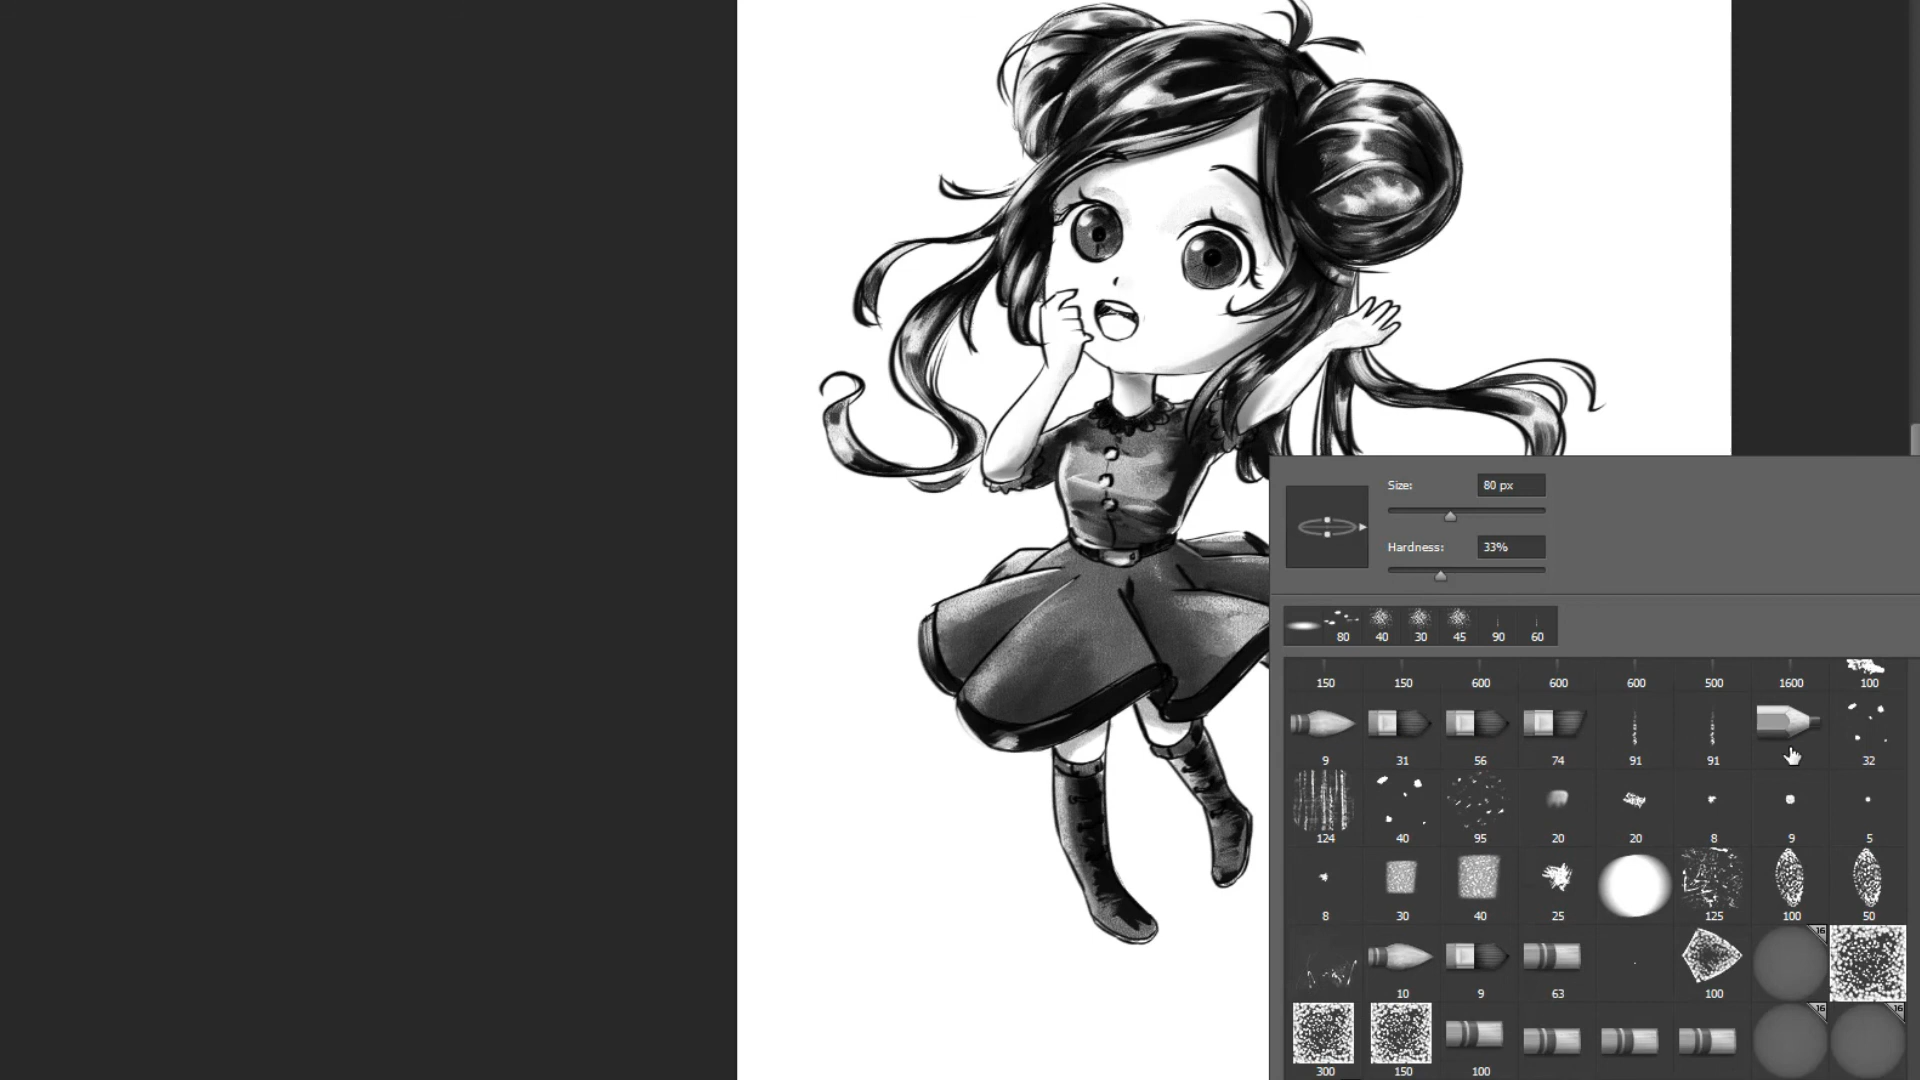 Size: 80 px
Hardness: 33%
80 40 30 45 90 60
150 150 600 600 600 500 1600 100
9 31 56 74 91 91 32
124 40 95 20 20 8 9 5
8 30 40 25 125 100 50
10 9 63 100
300 150 100